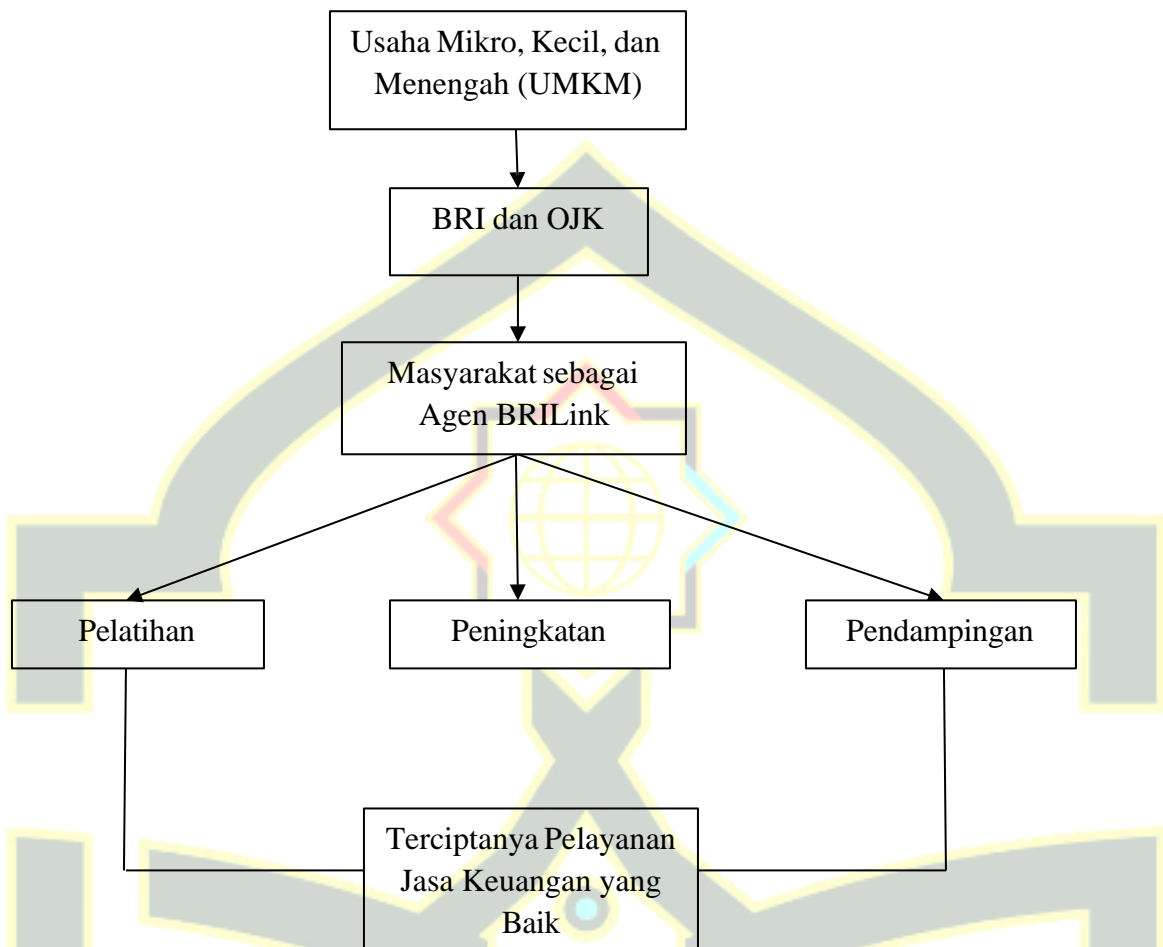 Usaha Mikro, Kecil, dan
Menengah (UMKM)
BRI dan OJK
Masyarakat sebagai
Agen BRILink
Pelatihan
Peningkatan
Pendampingan
Terciptanya Pelayanan
Jasa Keuangan yang
Baik